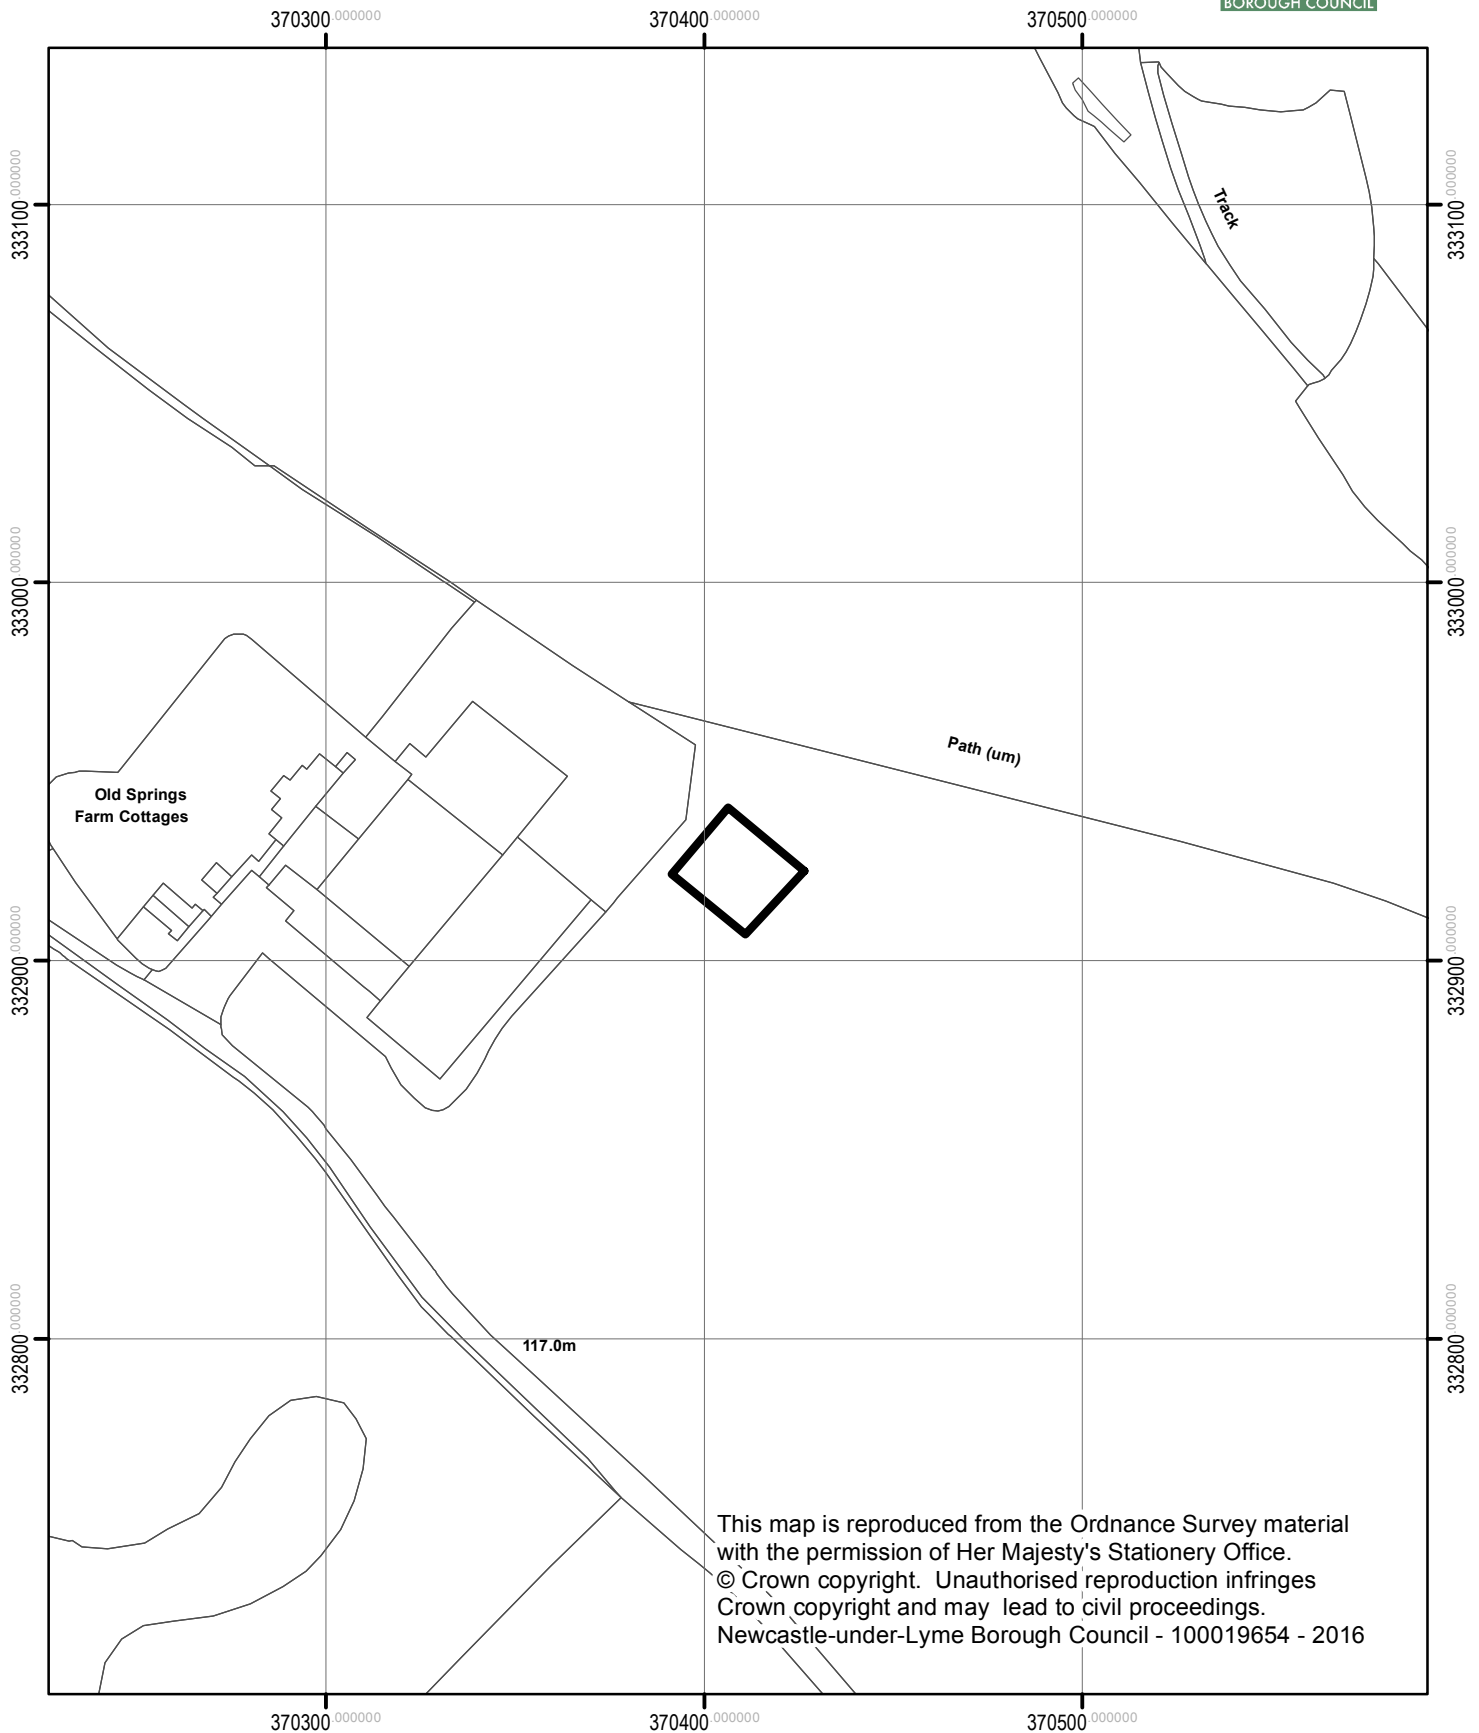 BOROUGH COUNCIL
370300.000000
370400.000000
370500.000000
333100.000000
333100.000000
Track
333000.000000
333000.000000
Path (um)
Old Springs
Farm Cottages
332900.000000
332900.000000
332800.000000
332800.000000
117.0m
This map is reproduced from the Ordnance Survey material
with the permission of Her Majesty's Stationery Office.
© Crown copyright. Unauthorised reproduction infringes
Crown copyright and may lead to civil proceedings.
Newcastle-under-Lyme Borough Council - 100019654 - 2016
370300.000000
370400.000000
370500.000000